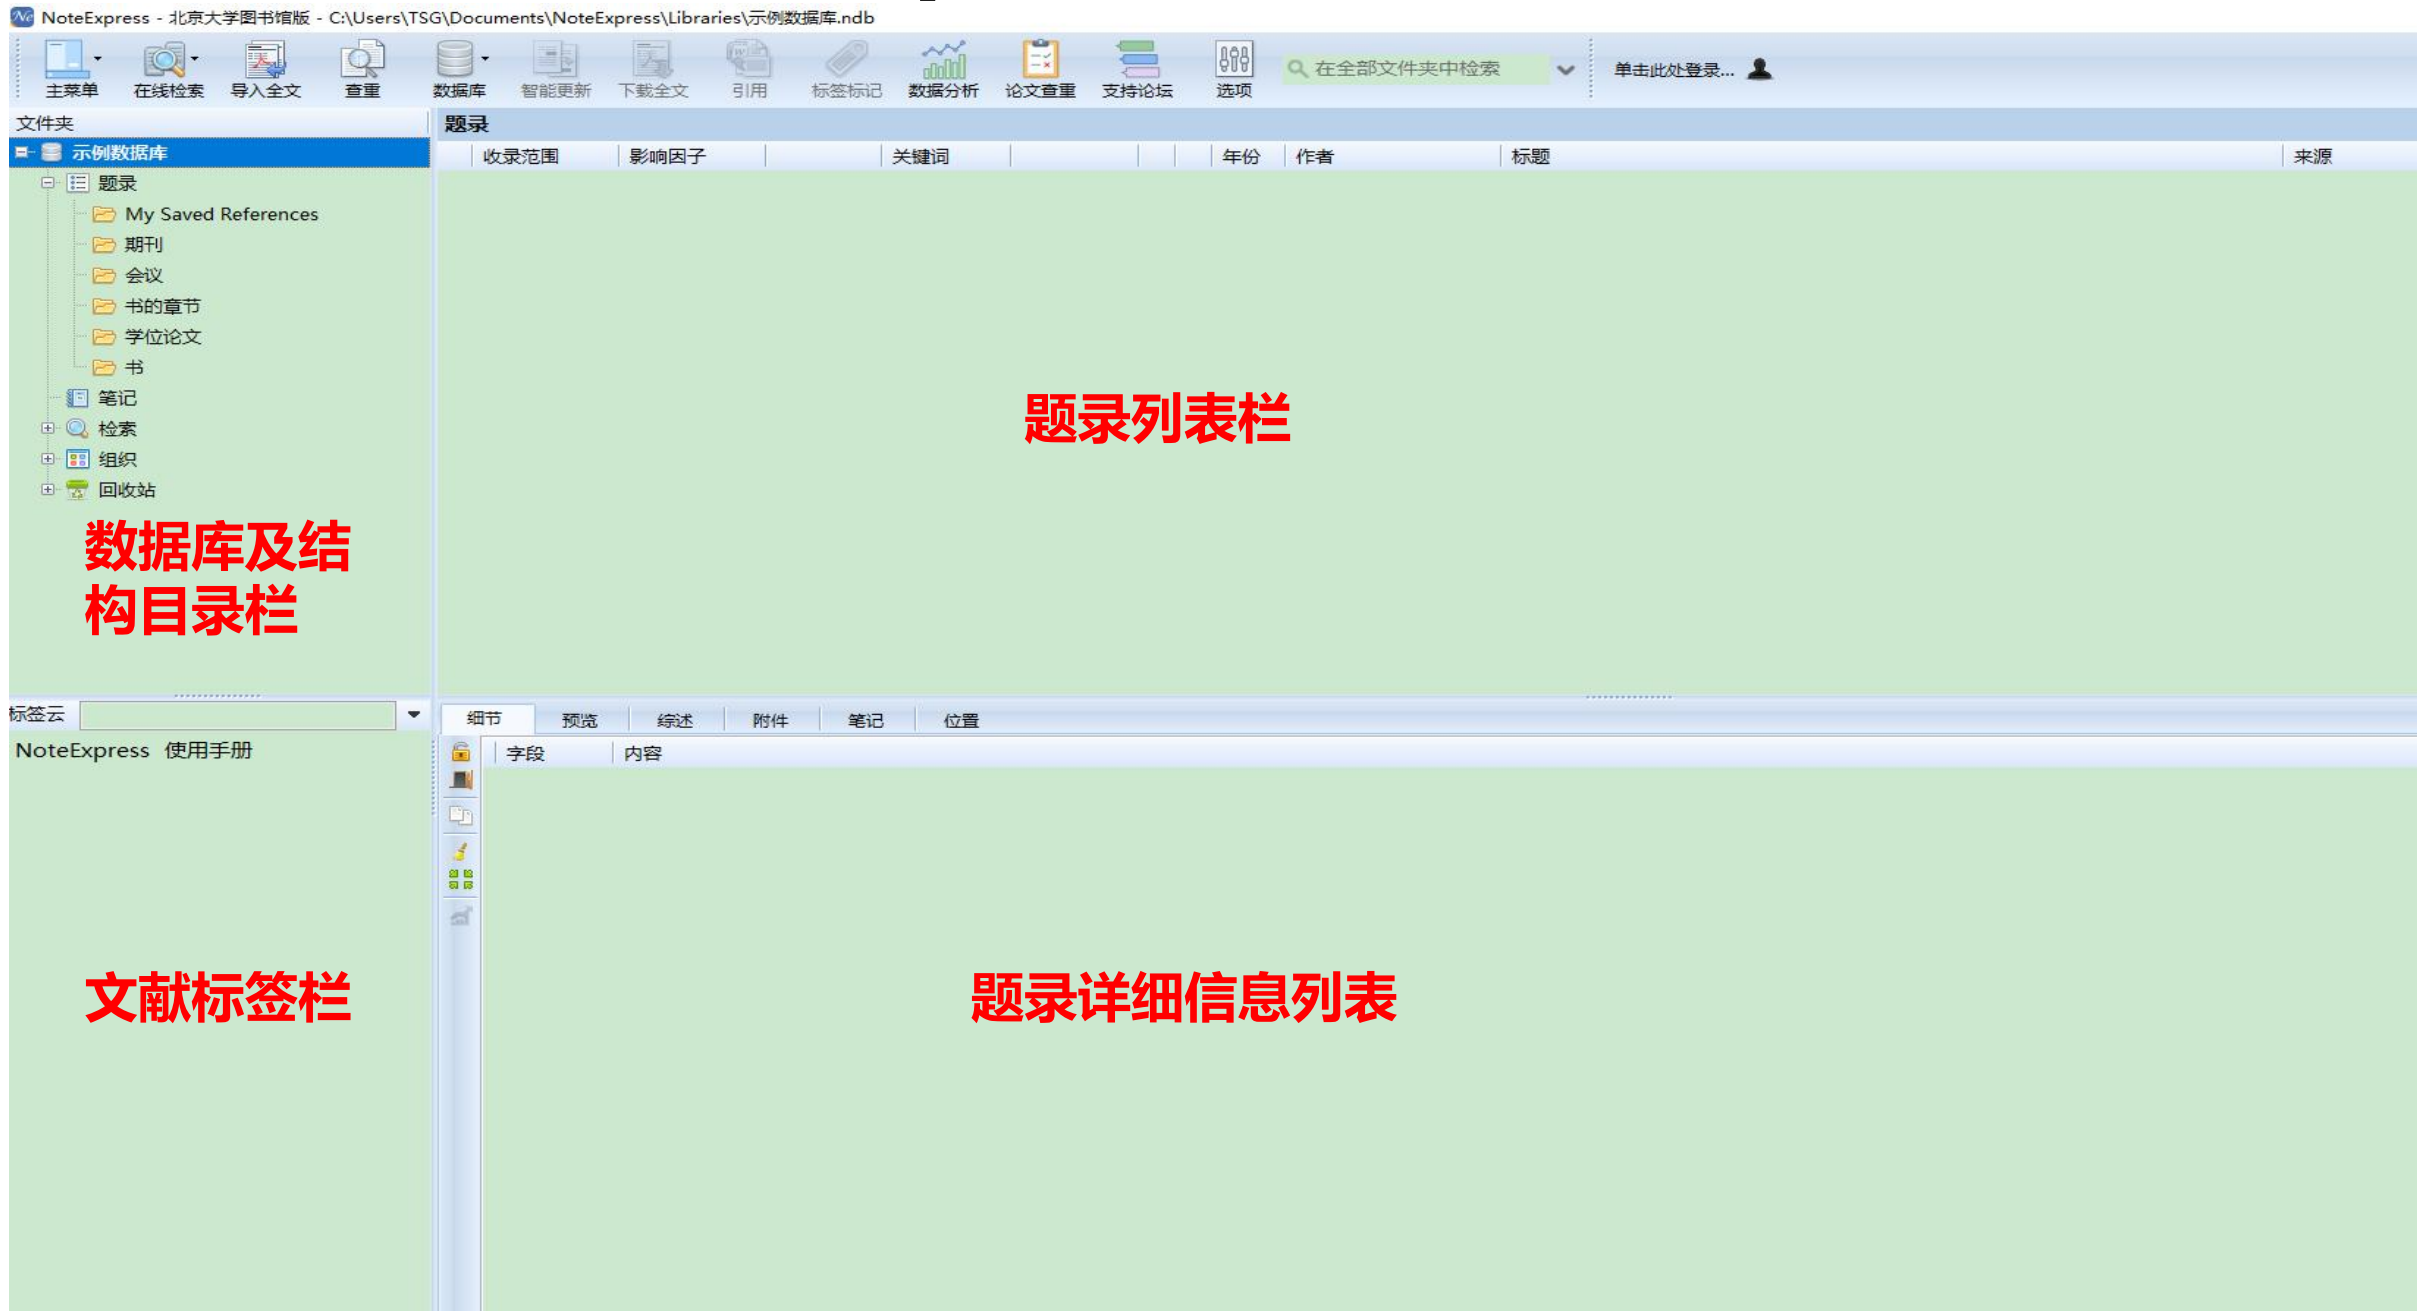 NoteExpress - 北京大学图书馆版 - C:\Users\TSG\Documents\NoteExpress\Libraries\示例数据库.ndb
主菜单 在线检索 导入全文 查重 数据库 智能更新 下载全文 引用 标签标记 数据分析 论文查重 支持论坛 选项 在全部文件夹中检索 单击此处登录...
文件夹
示例数据库
题录
My Saved References
期刊
会议
书的章节
学位论文
书
笔记
检索
组织
回收站
数据库及结
构目录栏
题录
收录范围 影响因子 关键词 年份 作者 标题 来源
题录列表栏
标签云
NoteExpress 使用手册
文献标签栏
细节 预览 综述 附件 笔记 位置
字段 内容
题录详细信息列表